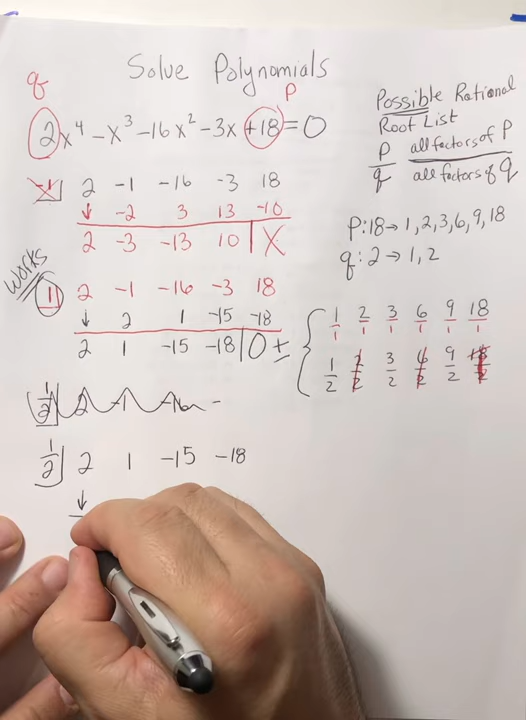 Solve Polynomials
q P
2x⁴ - x³ - 16x² - 3x + 18 = 0
-1 2 -1 -16 -3 18
↓ -2 3 13 -10
2 -3 -13 10 X
Works
1 2 -1 -16 -3 18
↓ 2 1 -15 -18
2 1 -15 -18 0 ±
1/2 2 -1 -16 -
1/2 2 1 -15 -18
↓
Possible Rational
Root List
P all factors of P
q all factors of q
P: 18 → 1, 2, 3, 6, 9, 18
q: 2 → 1, 2
1/1 2/1 3/1 6/1 9/1 18/1
1/2 2/2 3/2 6/2 9/2 18/2